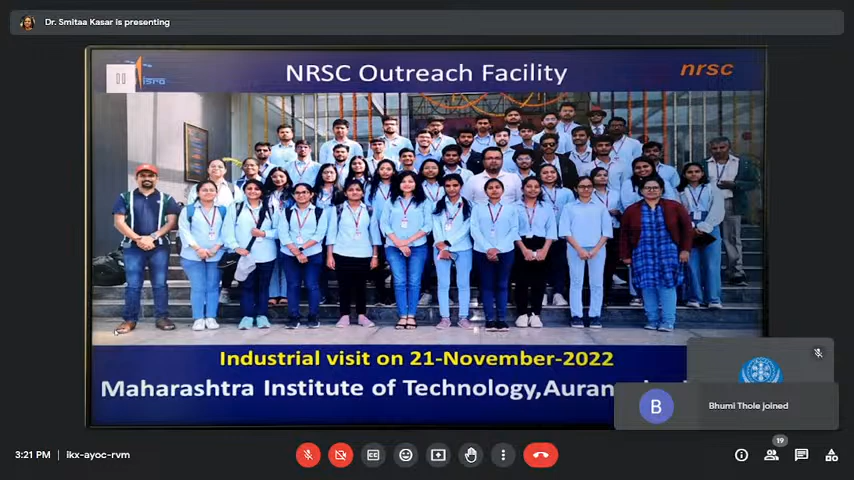 Dr. Smitaa Kasar is presenting
isro
NRSC Outreach Facility
nrsc
Industrial visit on 21-November-2022
Maharashtra Institute of Technology,
B
Bhumi Thole joined
19
3:21 PM | ikx-ayoc-rvm